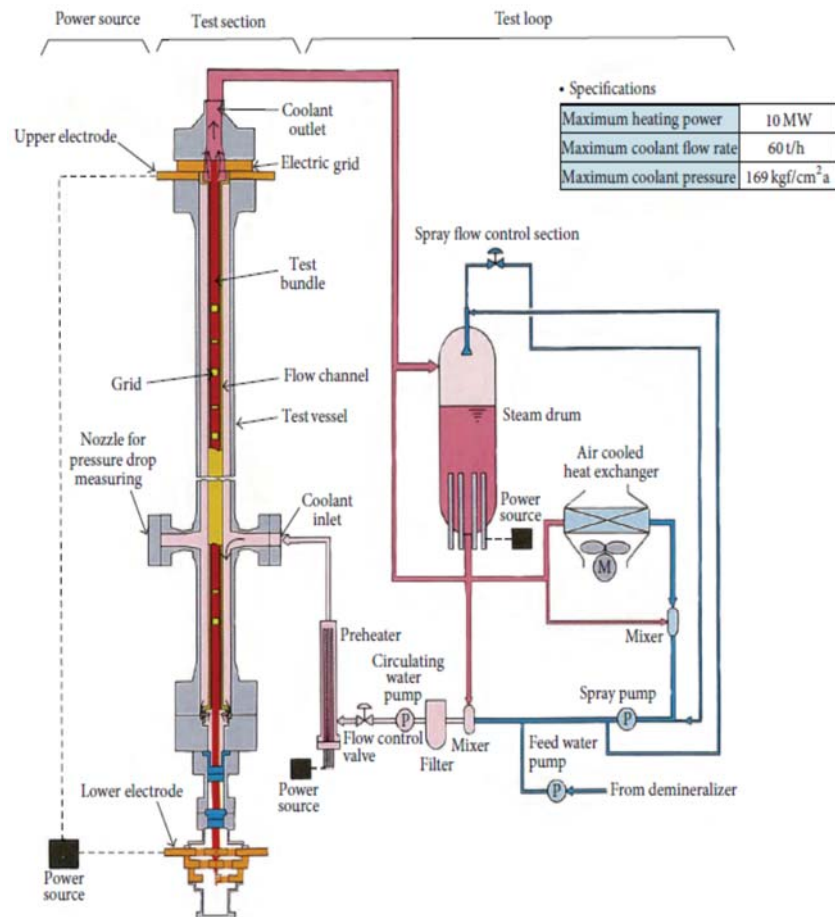 Power source
Test section
Test loop
Coolant
outlet
Upper electrode
Electric grid
• Specifications
Maximum heating power 10 MW
Maximum coolant flow rate 60 t/h
Maximum coolant pressure 169 kgf/cm²a
Spray flow control section
Test
bundle
Grid
Flow channel
Test vessel
Steam drum
Nozzle for
pressure drop
measuring
Coolant
inlet
Power
source
Air cooled
heat exchanger
M
Mixer
Preheater
Circulating
water
pump
P
Flow control
valve
Filter
Mixer
Spray pump
P
Feed water
pump
P
From demineralizer
Power
source
Lower electrode
Power
source